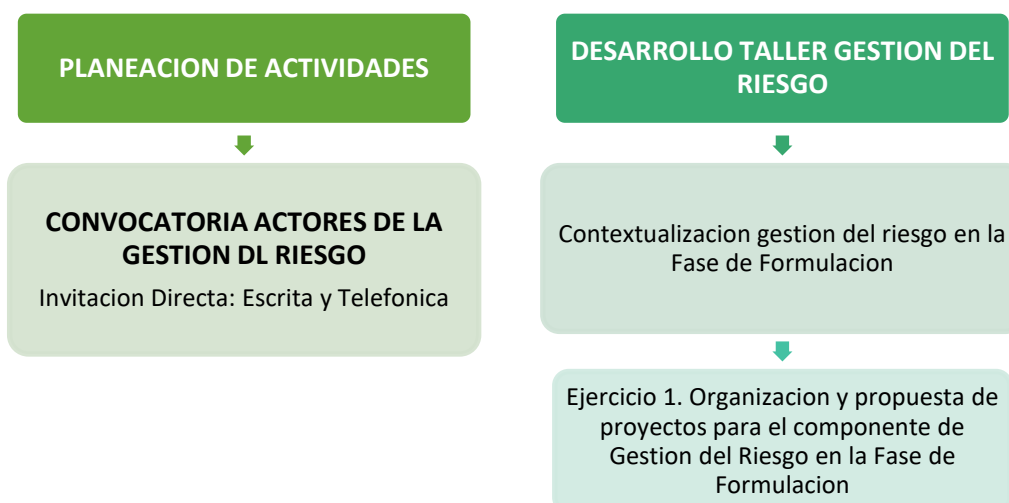 PLANEACION DE ACTIVIDADES
CONVOCATORIA ACTORES DE LA
GESTION DL RIESGO
Invitacion Directa: Escrita y Telefonica
DESARROLLO TALLER GESTION DEL
RIESGO
Contextualizacion gestion del riesgo en la
Fase de Formulacion
Ejercicio 1. Organizacion y propuesta de
proyectos para el componente de
Gestion del Riesgo en la Fase de
Formulacion